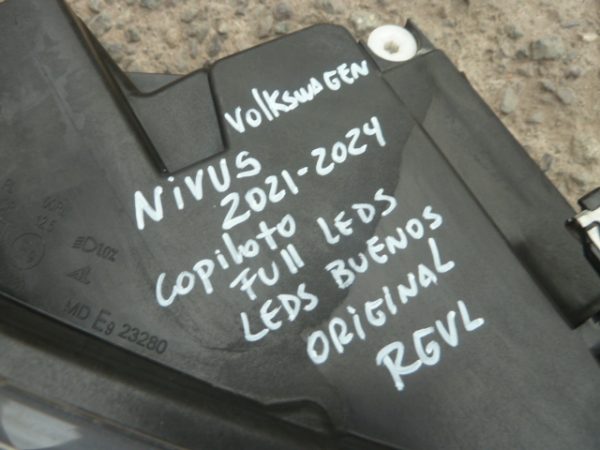 VOlKSWAGEN
NiVUS
2021-2024
COPiloto
FUll LEDS
LEDS BUENOS
ORIGINAL
RGVL
MD E9 23280